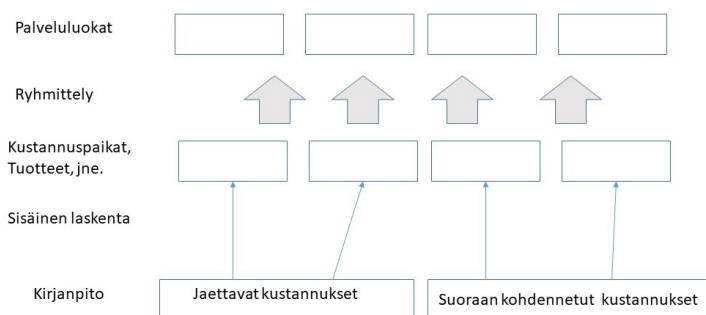 Palveluluokat
Ryhmittely
Kustannuspaikat,
Tuotteet, jne.
Sisäinen laskenta
Kirjanpito
Jaettavat kustannukset
Suoraan kohdennetut kustannukset